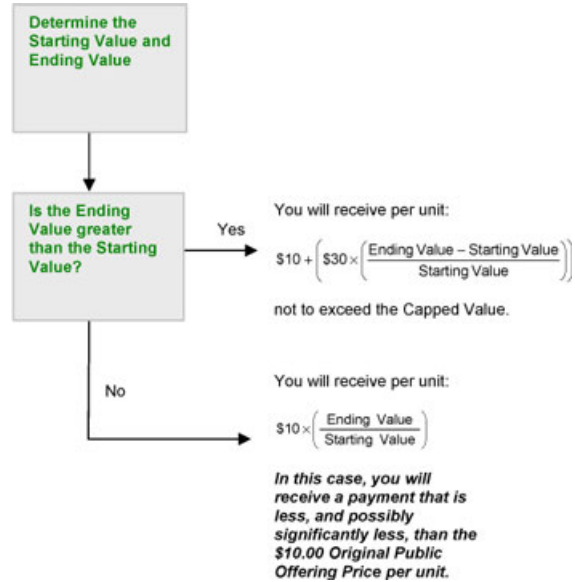 Determine the
Starting Value and
Ending Value
Is the Ending
Value greater
than the Starting
Value?
Yes
You will receive per unit:
$10 + ($30 × (Ending Value – Starting Value / Starting Value))
not to exceed the Capped Value.
No
You will receive per unit:
$10 × (Ending Value / Starting Value)
In this case, you will
receive a payment that is
less, and possibly
significantly less, than the
$10.00 Original Public
Offering Price per unit.